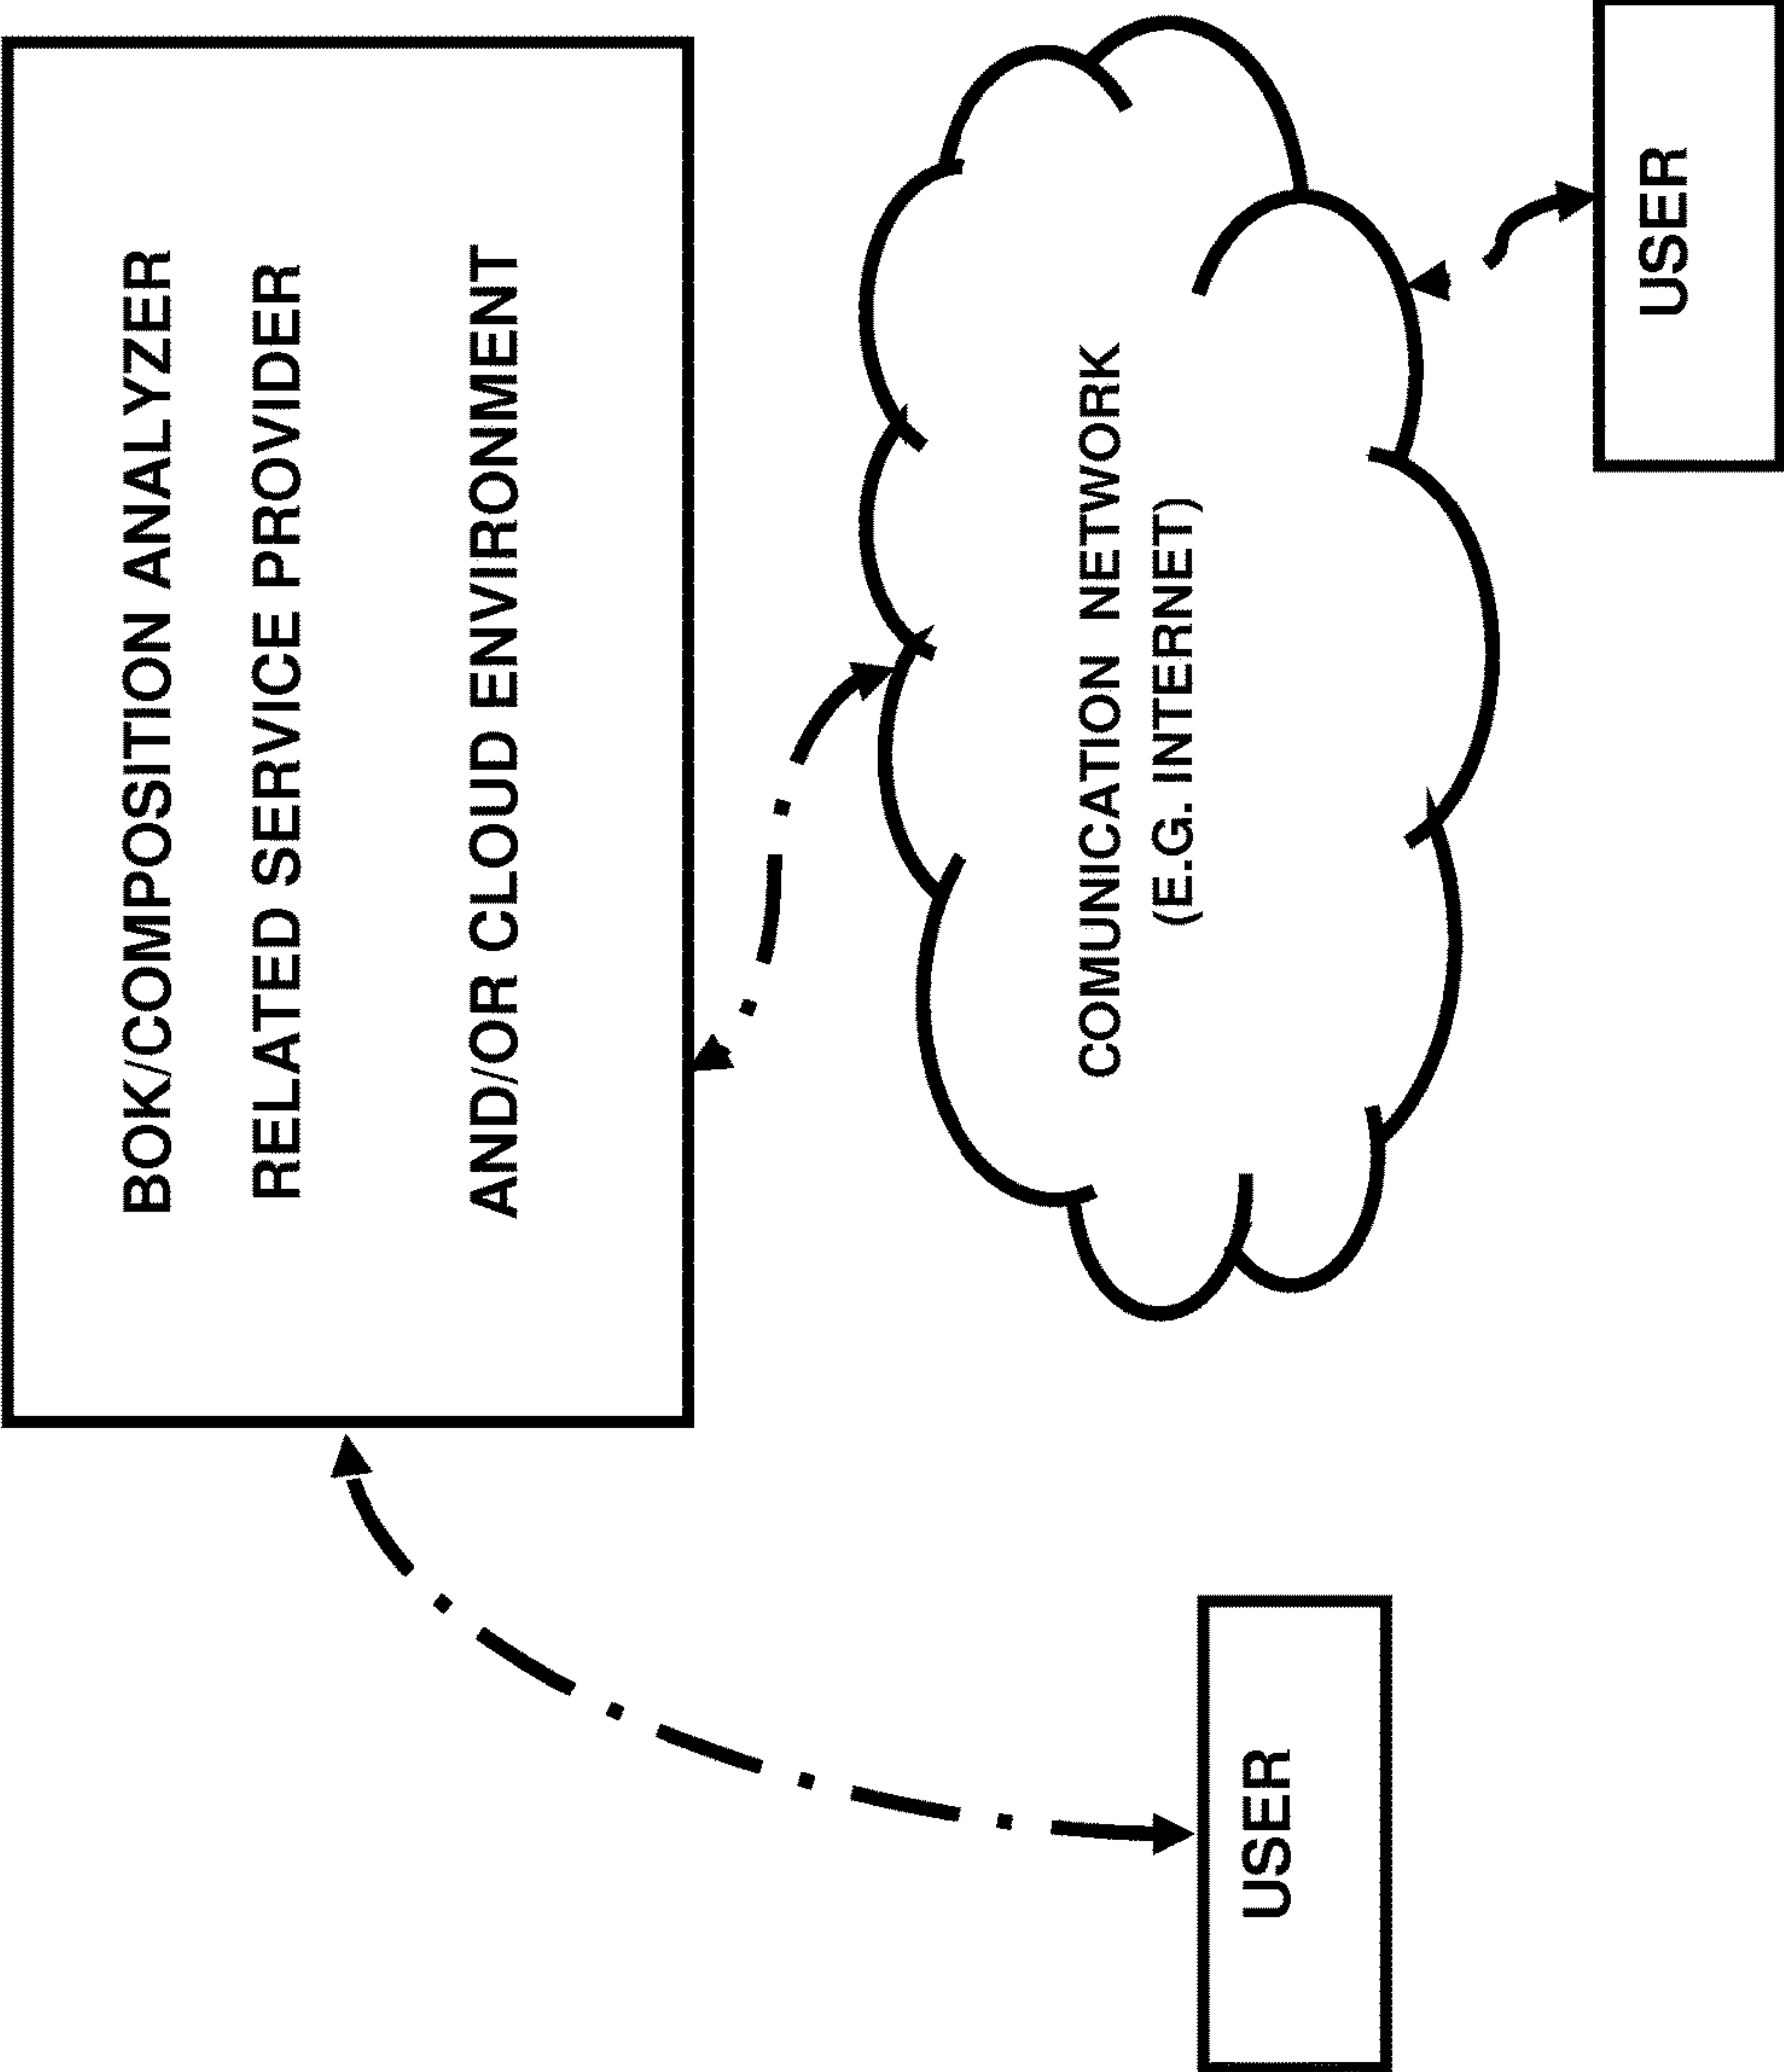 BOK/COMPOSITION ANALYZER
RELATED SERVICE PROVIDER
AND/OR CLOUD ENVIRONMENT
COMUNICATION NETWORK
(E.G. INTERNET)
USER
USER